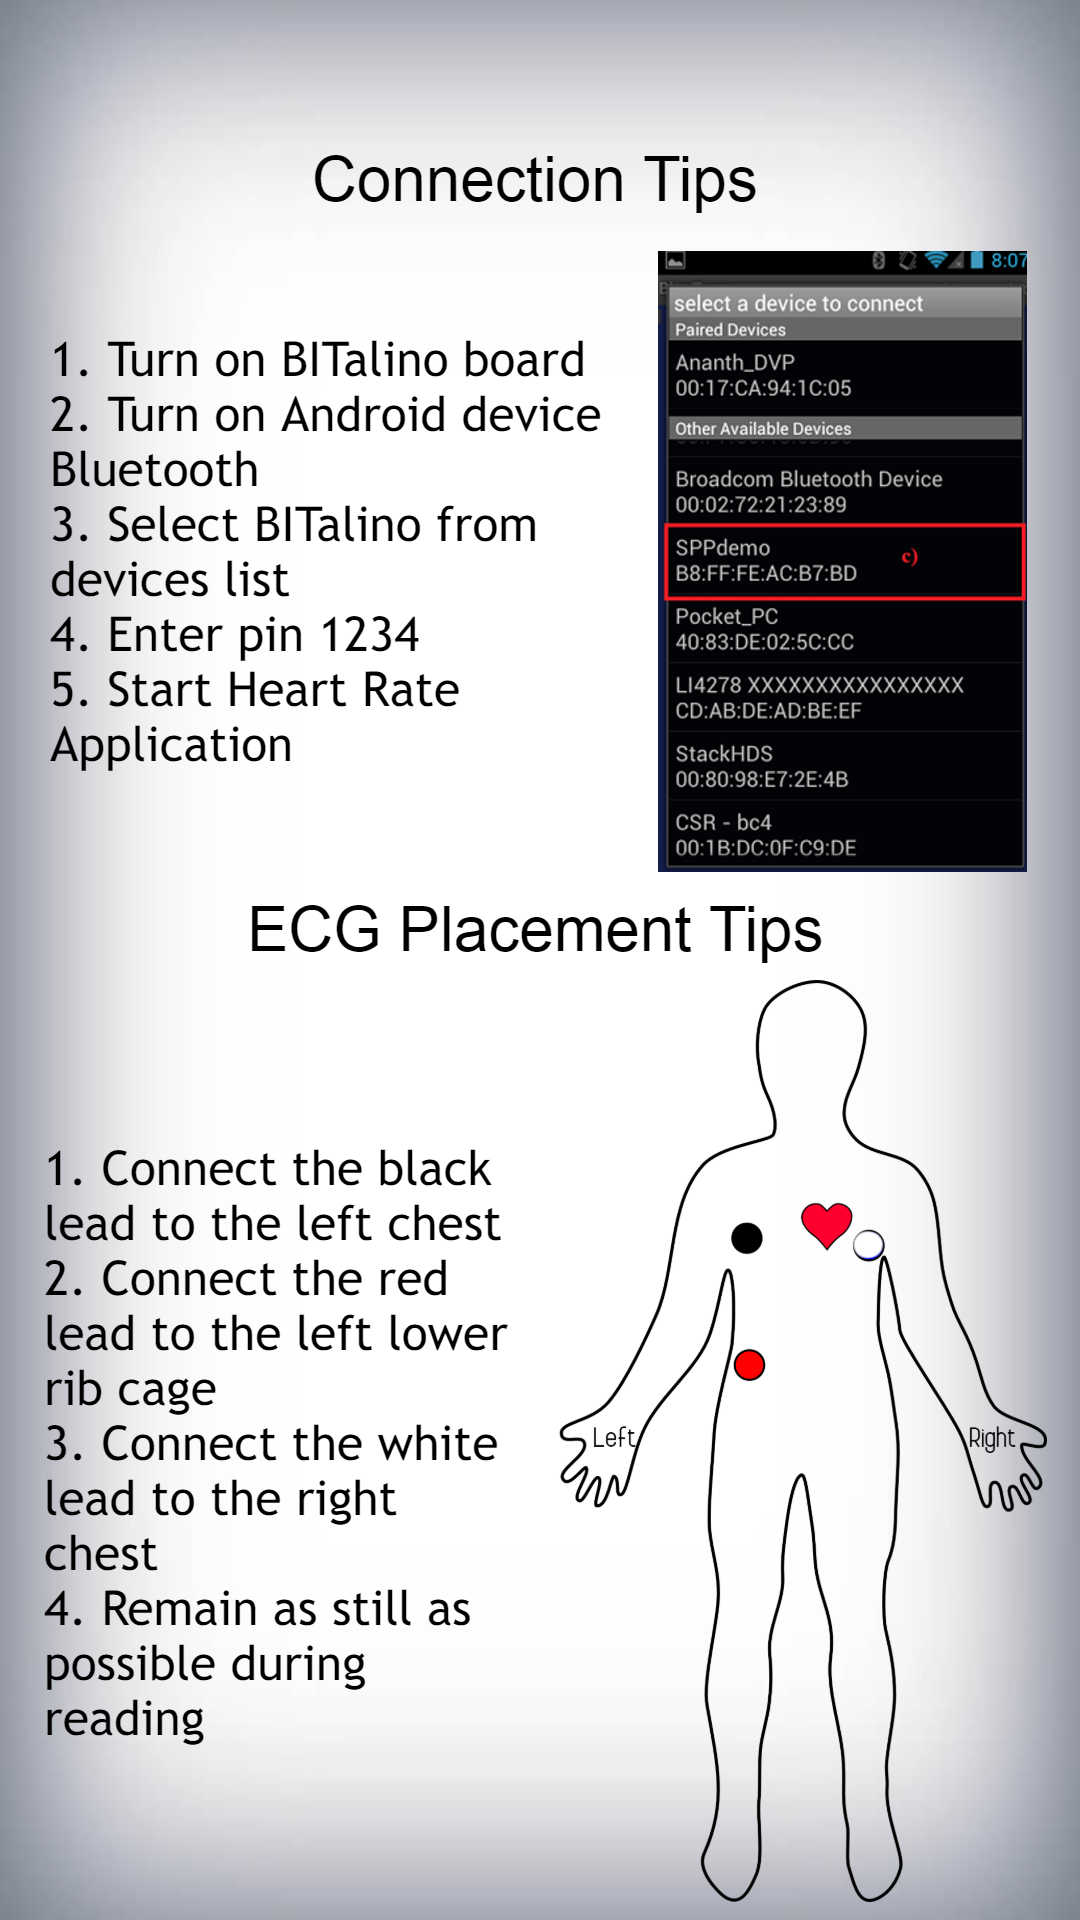 Connection Tips
1. Turn on BITalino board
2. Turn on Android device
Bluetooth
3. Select BITalino from
devices list
4. Enter pin 1234
5. Start Heart Rate
Application
8:07
select a device to connect
Paired Devices
Ananth_DVP
00:17:CA:94:1C:05
Other Available Devices
Broadcom Bluetooth Device
00:02:72:21:23:89
SPPdemo
c)
B8:FF:FE:AC:B7:BD
Pocket_PC
40:83:DE:02:5C:CC
LI4278 XXXXXXXXXXXXXXXX
CD:AB:DE:AD:BE:EF
StackHDS
00:80:98:E7:2E:4B
CSR - bc4
00:1B:DC:0F:C9:DE
ECG Placement Tips
1. Connect the black
lead to the left chest
2. Connect the red
lead to the left lower
rib cage
3. Connect the white
lead to the right
chest
4. Remain as still as
possible during
reading
Left
Right